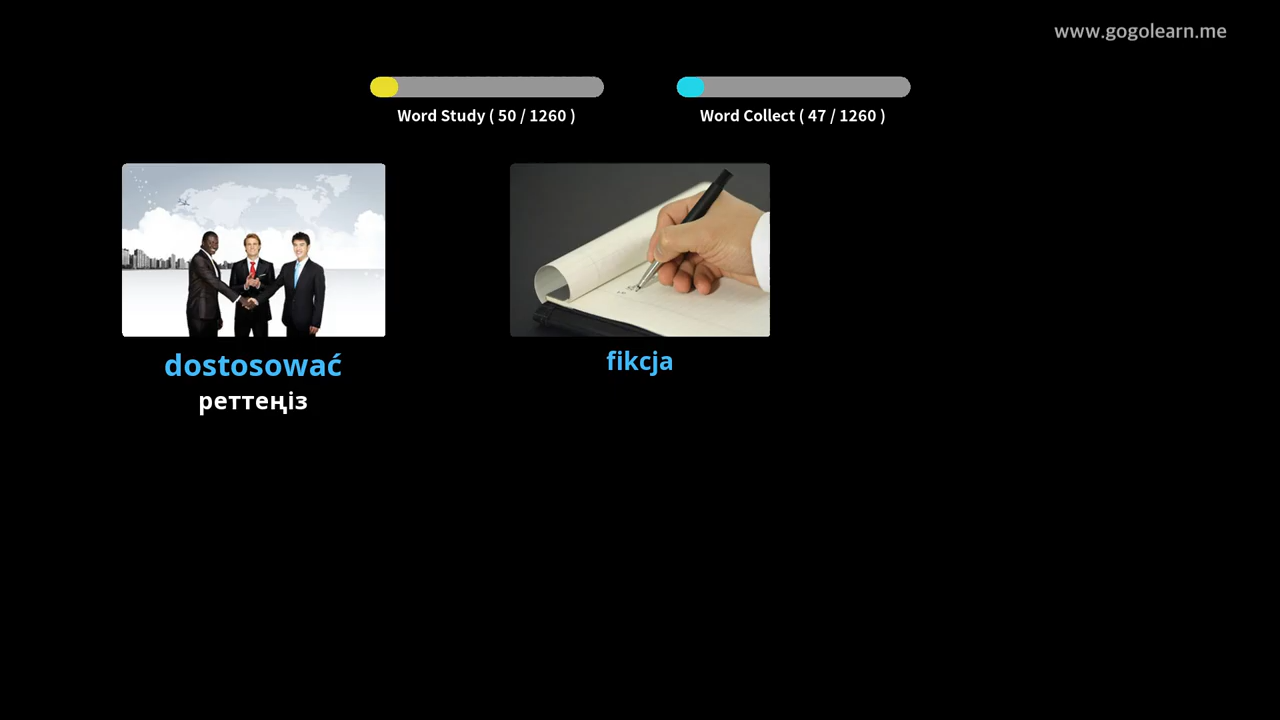 www.gogolearn.me
Word Study ( 50 / 1260 )
Word Collect ( 47 / 1260 )
dostosować
реттеңіз
fikcja